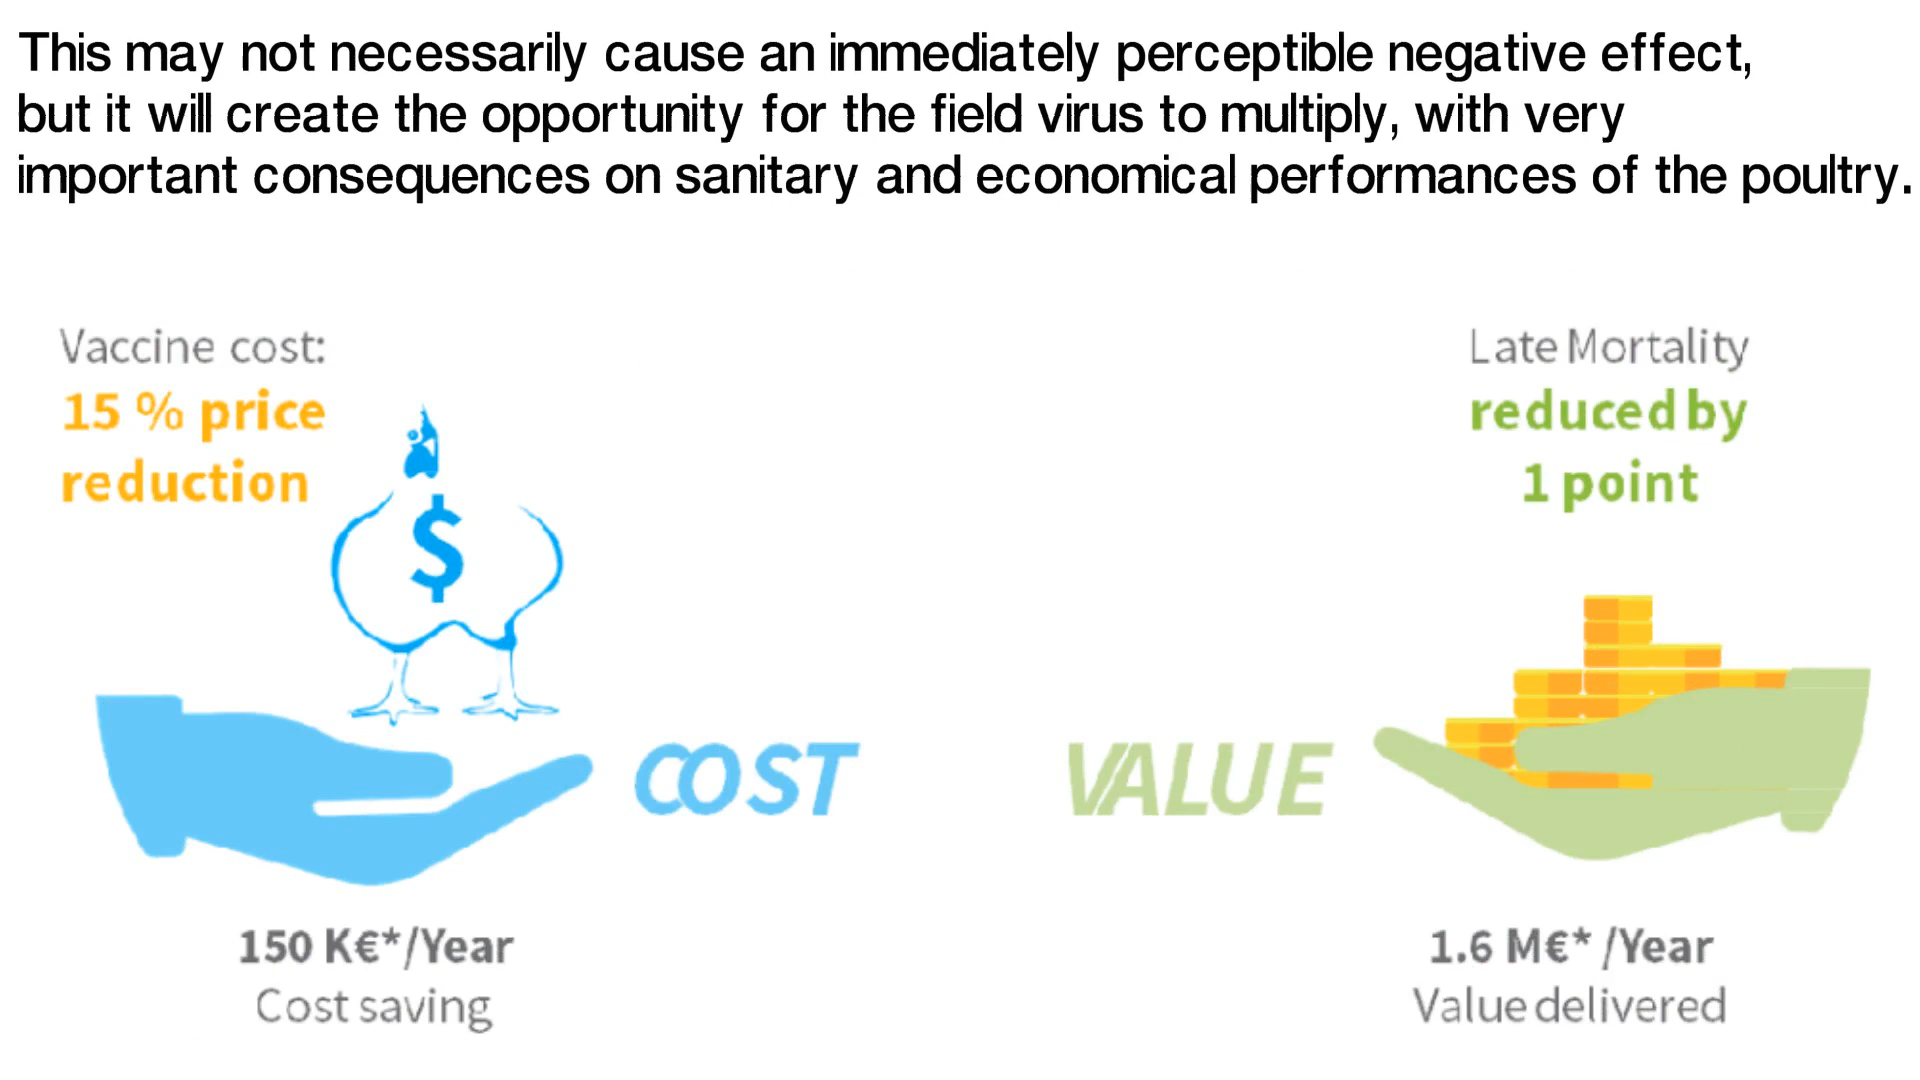 This may not necessarily cause an immediately perceptible negative effect,
but it will create the opportunity for the field virus to multiply, with very
important consequences on sanitary and economical performances of the poultry.
Vaccine cost:
15 % price
reduction
$
COST
150 K€*/Year
Cost saving
Late Mortality
reduced by
1 point
VALUE
1.6 M€* /Year
Value delivered